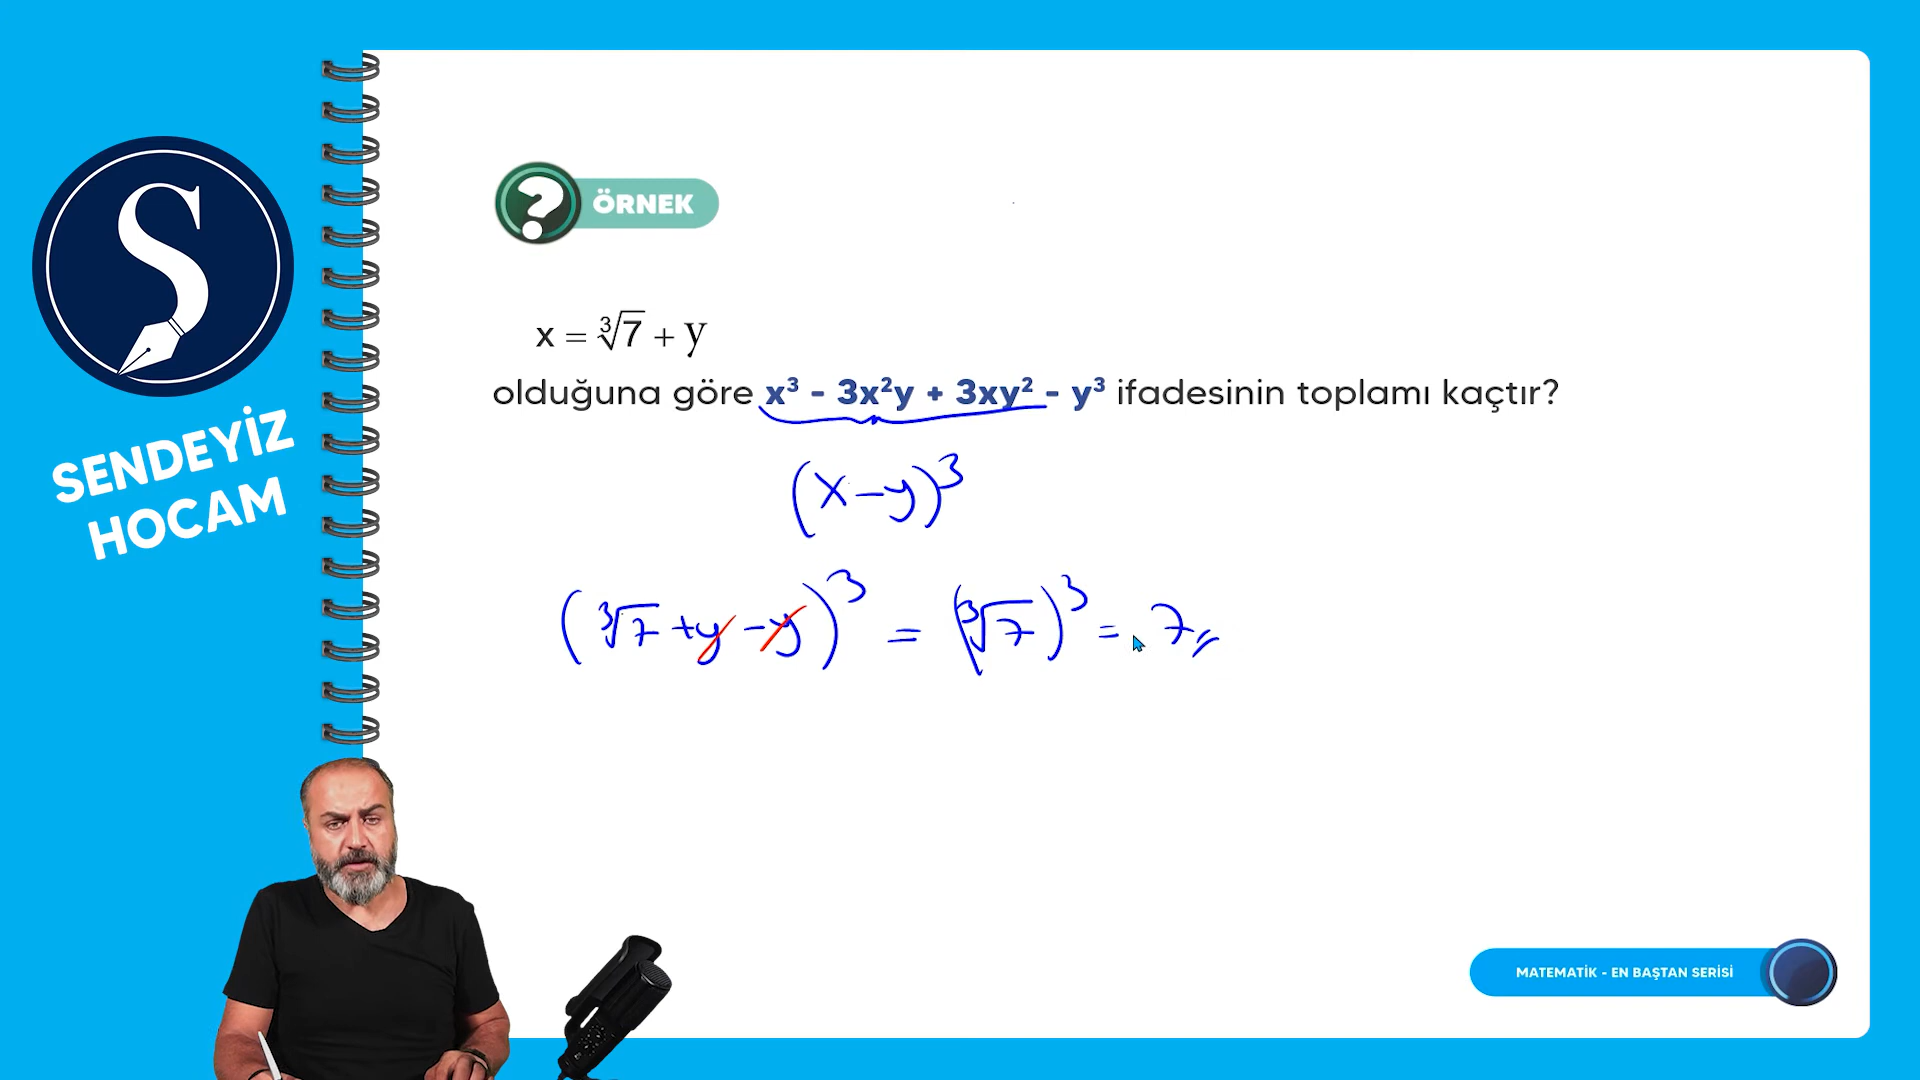 SENDEYİZ
HOCAM
? ÖRNEK
x = ∛7 + y
olduğuna göre x³ - 3x²y + 3xy² - y³ ifadesinin toplamı kaçtır?
(x-y)³
(∛7 +y -y)³ = (∛7)³ = 7
MATEMATİK - EN BAŞTAN SERİSİ